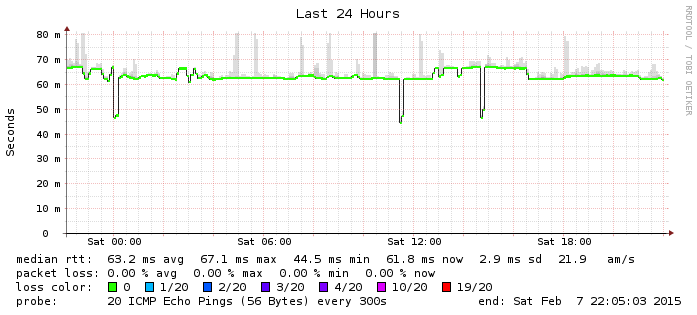 Last 24 Hours
RRDTOOL / TOBI OETIKER
Seconds
80 m
70 m
60 m
50 m
40 m
30 m
20 m
10 m
0
Sat 00:00 Sat 06:00 Sat 12:00 Sat 18:00
median rtt: 63.2 ms avg 67.1 ms max 44.5 ms min 61.8 ms now 2.9 ms sd 21.9 am/s
packet loss: 0.00 % avg 0.00 % max 0.00 % min 0.00 % now
loss color: 0 1/20 2/20 3/20 4/20 10/20 19/20
probe: 20 ICMP Echo Pings (56 Bytes) every 300s end: Sat Feb 7 22:05:03 2015